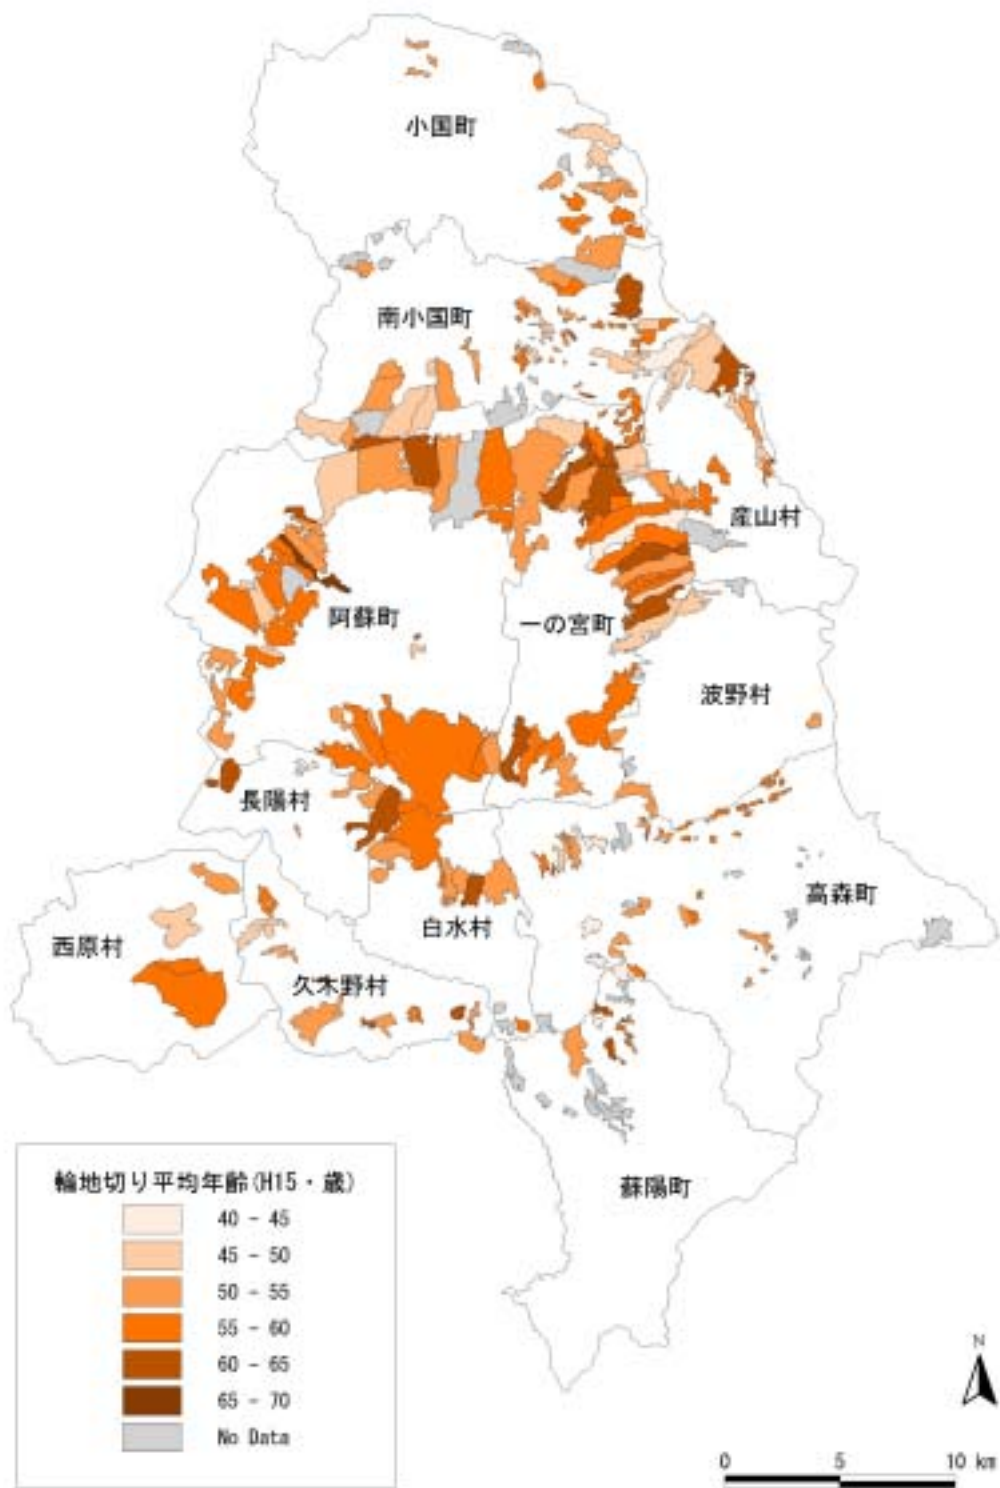 小国町
南小国町
産山村
阿蘇町
一の宮町
波野村
長陽村
高森町
白水村
西原村
久木野村
蘇陽町
輪地切り平均年齢(H15・歳)
40 - 45
45 - 50
50 - 55
55 - 60
60 - 65
65 - 70
No Data
N
0 5 10 km